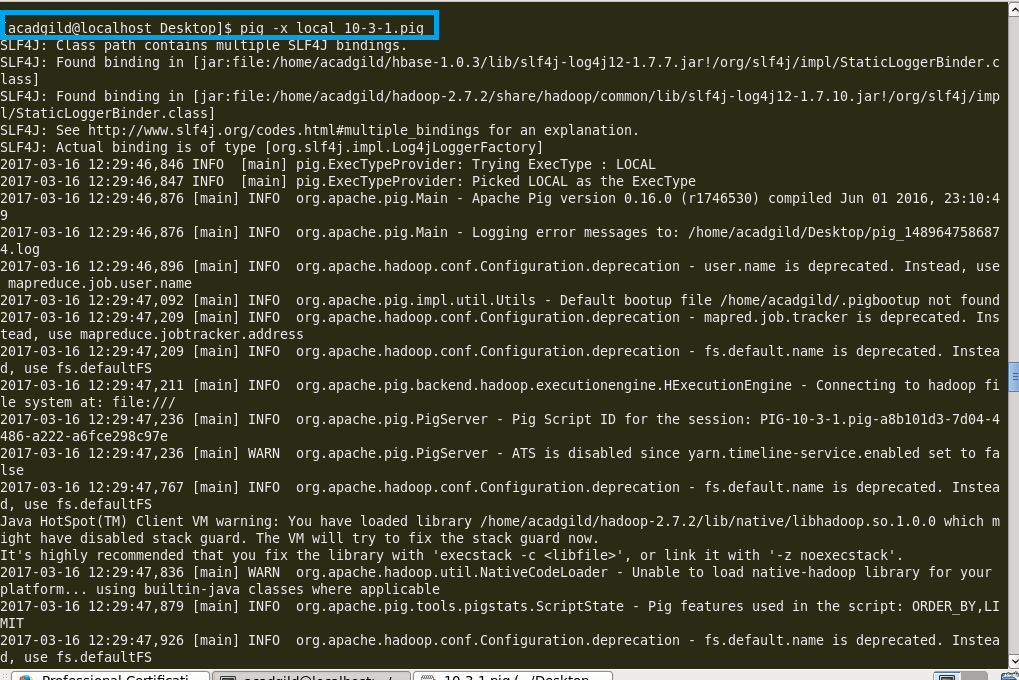 [acadgild@localhost Desktop]$ pig -x local 10-3-1.pig
SLF4J: Class path contains multiple SLF4J bindings.
SLF4J: Found binding in [jar:file:/home/acadgild/hbase-1.0.3/lib/slf4j-log4j12-1.7.7.jar!/org/slf4j/impl/StaticLoggerBinder.c
lass]
SLF4J: Found binding in [jar:file:/home/acadgild/hadoop-2.7.2/share/hadoop/common/lib/slf4j-log4j12-1.7.10.jar!/org/slf4j/imp
l/StaticLoggerBinder.class]
SLF4J: See http://www.slf4j.org/codes.html#multiple_bindings for an explanation.
SLF4J: Actual binding is of type [org.slf4j.impl.Log4jLoggerFactory]
2017-03-16 12:29:46,846 INFO  [main] pig.ExecTypeProvider: Trying ExecType : LOCAL
2017-03-16 12:29:46,847 INFO  [main] pig.ExecTypeProvider: Picked LOCAL as the ExecType
2017-03-16 12:29:46,876 [main] INFO  org.apache.pig.Main - Apache Pig version 0.16.0 (r1746530) compiled Jun 01 2016, 23:10:4
9
2017-03-16 12:29:46,876 [main] INFO  org.apache.pig.Main - Logging error messages to: /home/acadgild/Desktop/pig_148964758687
4.log
2017-03-16 12:29:46,896 [main] INFO  org.apache.hadoop.conf.Configuration.deprecation - user.name is deprecated. Instead, use
 mapreduce.job.user.name
2017-03-16 12:29:47,092 [main] INFO  org.apache.pig.impl.util.Utils - Default bootup file /home/acadgild/.pigbootup not found
2017-03-16 12:29:47,209 [main] INFO  org.apache.hadoop.conf.Configuration.deprecation - mapred.job.tracker is deprecated. Ins
tead, use mapreduce.jobtracker.address
2017-03-16 12:29:47,209 [main] INFO  org.apache.hadoop.conf.Configuration.deprecation - fs.default.name is deprecated. Instea
d, use fs.defaultFS
2017-03-16 12:29:47,211 [main] INFO  org.apache.pig.backend.hadoop.executionengine.HExecutionEngine - Connecting to hadoop fi
le system at: file:///
2017-03-16 12:29:47,236 [main] INFO  org.apache.pig.PigServer - Pig Script ID for the session: PIG-10-3-1.pig-a8b101d3-7d04-4
486-a222-a6fce298c97e
2017-03-16 12:29:47,236 [main] WARN  org.apache.pig.PigServer - ATS is disabled since yarn.timeline-service.enabled set to fa
lse
2017-03-16 12:29:47,767 [main] INFO  org.apache.hadoop.conf.Configuration.deprecation - fs.default.name is deprecated. Instea
d, use fs.defaultFS
Java HotSpot(TM) Client VM warning: You have loaded library /home/acadgild/hadoop-2.7.2/lib/native/libhadoop.so.1.0.0 which m
ight have disabled stack guard. The VM will try to fix the stack guard now.
It's highly recommended that you fix the library with 'execstack -c <libfile>', or link it with '-z noexecstack'.
2017-03-16 12:29:47,836 [main] WARN  org.apache.hadoop.util.NativeCodeLoader - Unable to load native-hadoop library for your
platform... using builtin-java classes where applicable
2017-03-16 12:29:47,879 [main] INFO  org.apache.pig.tools.pigstats.ScriptState - Pig features used in the script: ORDER_BY,LI
MIT
2017-03-16 12:29:47,926 [main] INFO  org.apache.hadoop.conf.Configuration.deprecation - fs.default.name is deprecated. Instea
d, use fs.defaultFS
Professional Certificati acadgild@localhost:~/ 10-3-1.pig (~/Desktop